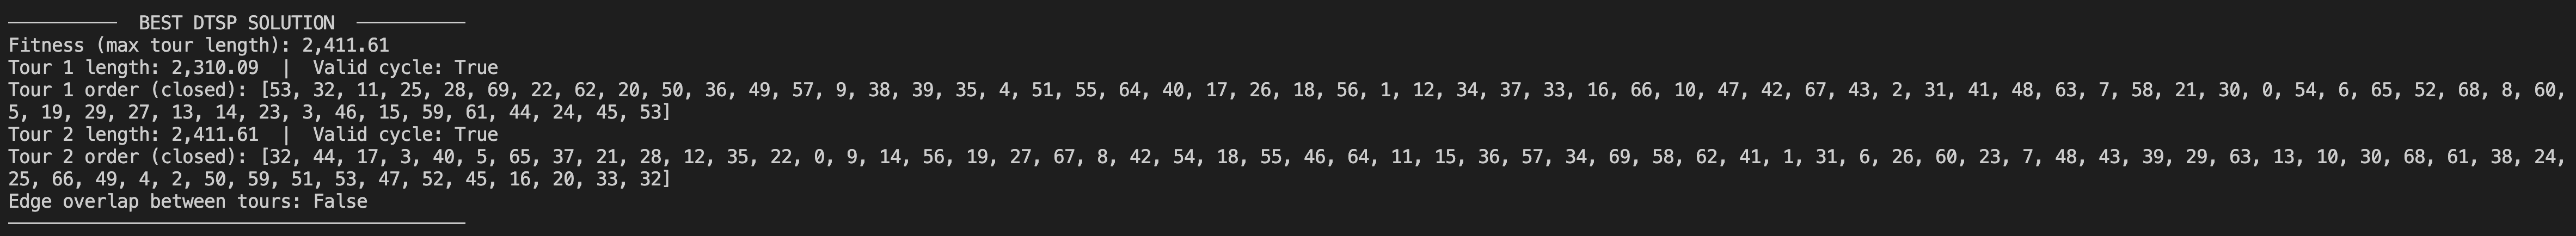 ──────────── BEST DTSP SOLUTION ────────────
Fitness (max tour length): 2,411.61
Tour 1 length: 2,310.09 | Valid cycle: True
Tour 1 order (closed): [53, 32, 11, 25, 28, 69, 22, 62, 20, 50, 36, 49, 57, 9, 38, 39, 35, 4, 51, 55, 64, 40, 17, 26, 18, 56, 1, 12, 34, 37, 33, 16, 66, 10, 47, 42, 67, 43, 2, 31, 41, 48, 63, 7, 58, 21, 30, 0, 54, 6, 65, 52, 68, 8, 60,
5, 19, 29, 27, 13, 14, 23, 3, 46, 15, 59, 61, 44, 24, 45, 53]
Tour 2 length: 2,411.61 | Valid cycle: True
Tour 2 order (closed): [32, 44, 17, 3, 40, 5, 65, 37, 21, 28, 12, 35, 22, 0, 9, 14, 56, 19, 27, 67, 8, 42, 54, 18, 55, 46, 64, 11, 15, 36, 57, 34, 69, 58, 62, 41, 1, 31, 6, 26, 60, 23, 7, 48, 43, 39, 29, 63, 13, 10, 30, 68, 61, 38, 24,
25, 66, 49, 4, 2, 50, 59, 51, 53, 47, 52, 45, 16, 20, 33, 32]
Edge overlap between tours: False